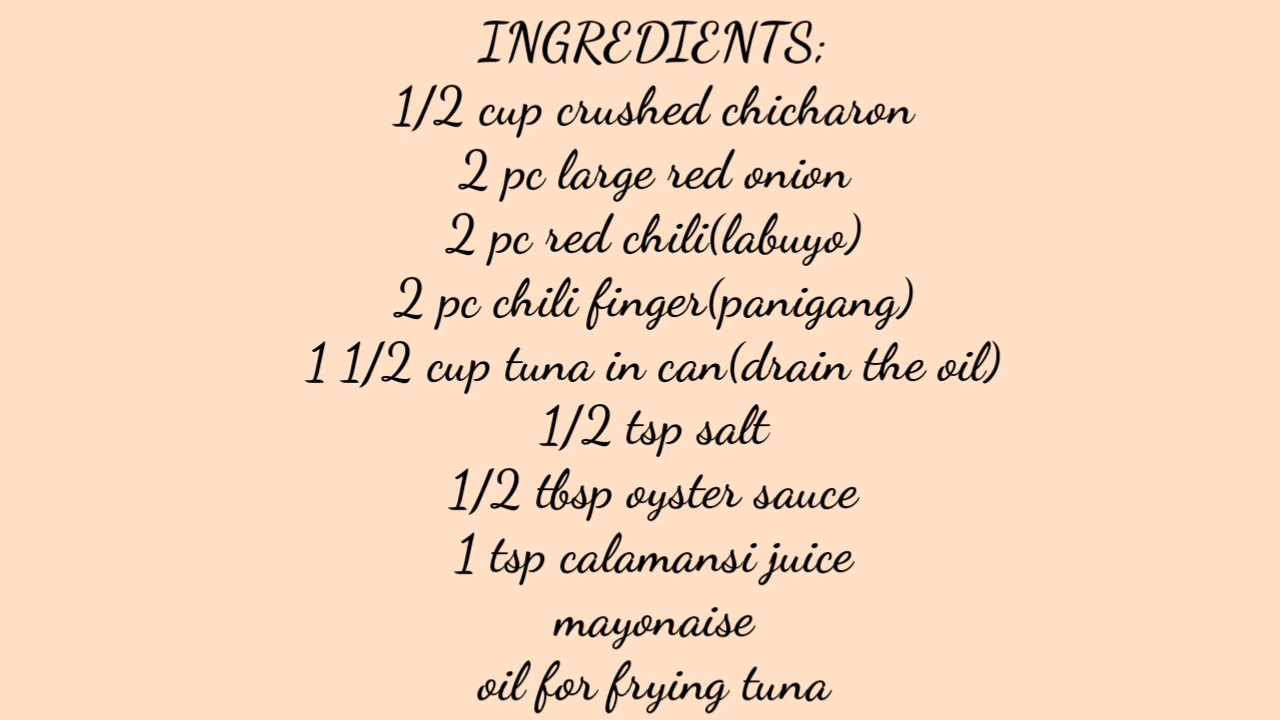 INGREDIENTS:
1/2 cup crushed chicharon
2 pc large red onion
2 pc red chili(labuyo)
2 pc chili finger(panigang)
1 1/2 cup tuna in can(drain the oil)
1/2 tsp salt
1/2 tbsp oyster sauce
1 tsp calamansi juice
mayonaise
oil for frying tuna